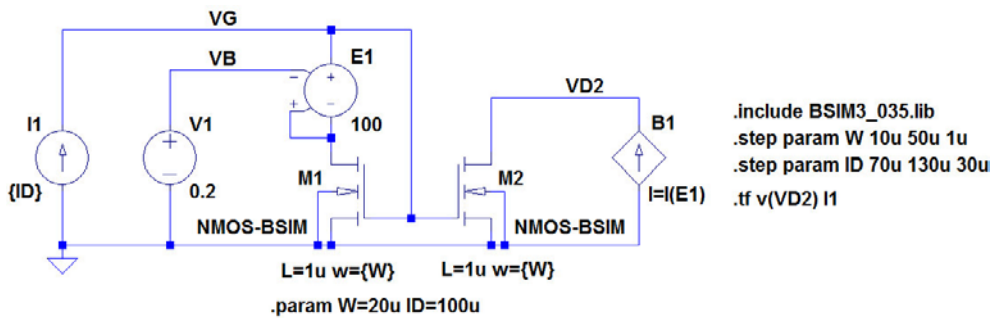 VG
VB
E1
VD2
I1
V1
100
B1
{ID}
0.2
M1
M2
I=I(E1)
NMOS-BSIM
NMOS-BSIM
L=1u w={W}
L=1u w={W}
.param W=20u ID=100u
.include BSIM3_035.lib
.step param W 10u 50u 1u
.step param ID 70u 130u 30u
.tf v(VD2) I1